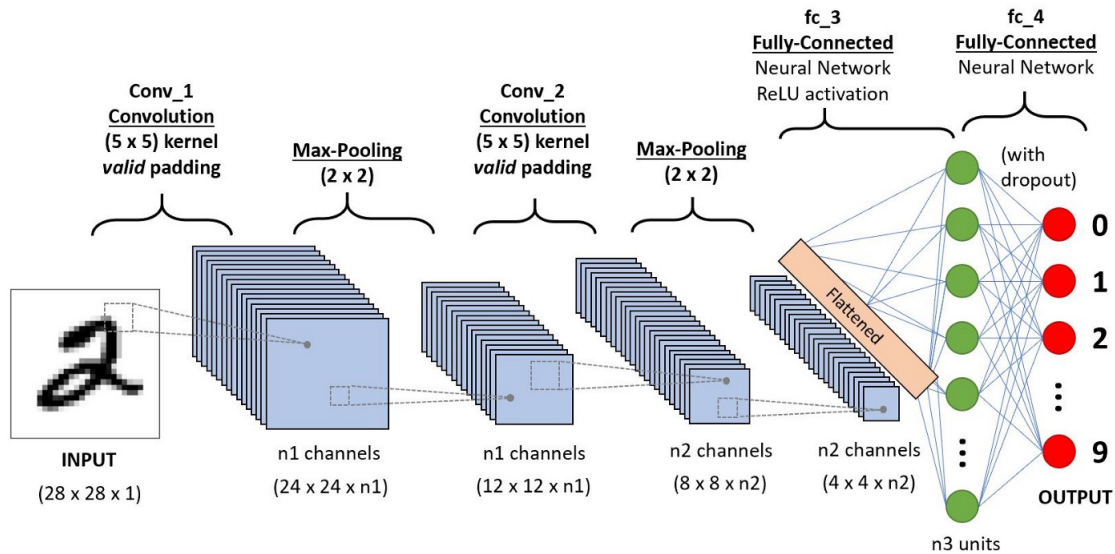 Conv_1
Convolution
(5 x 5) kernel
valid padding
Max-Pooling
(2 x 2)
Conv_2
Convolution
(5 x 5) kernel
valid padding
Max-Pooling
(2 x 2)
fc_3
Fully-Connected
Neural Network
ReLU activation
fc_4
Fully-Connected
Neural Network
(with
dropout)
2
INPUT
(28 x 28 x 1)
n1 channels
(24 x 24 x n1)
n1 channels
(12 x 12 x n1)
n2 channels
(8 x 8 x n2)
n2 channels
(4 x 4 x n2)
Flattened
n3 units
0
1
2
⋮
9
OUTPUT